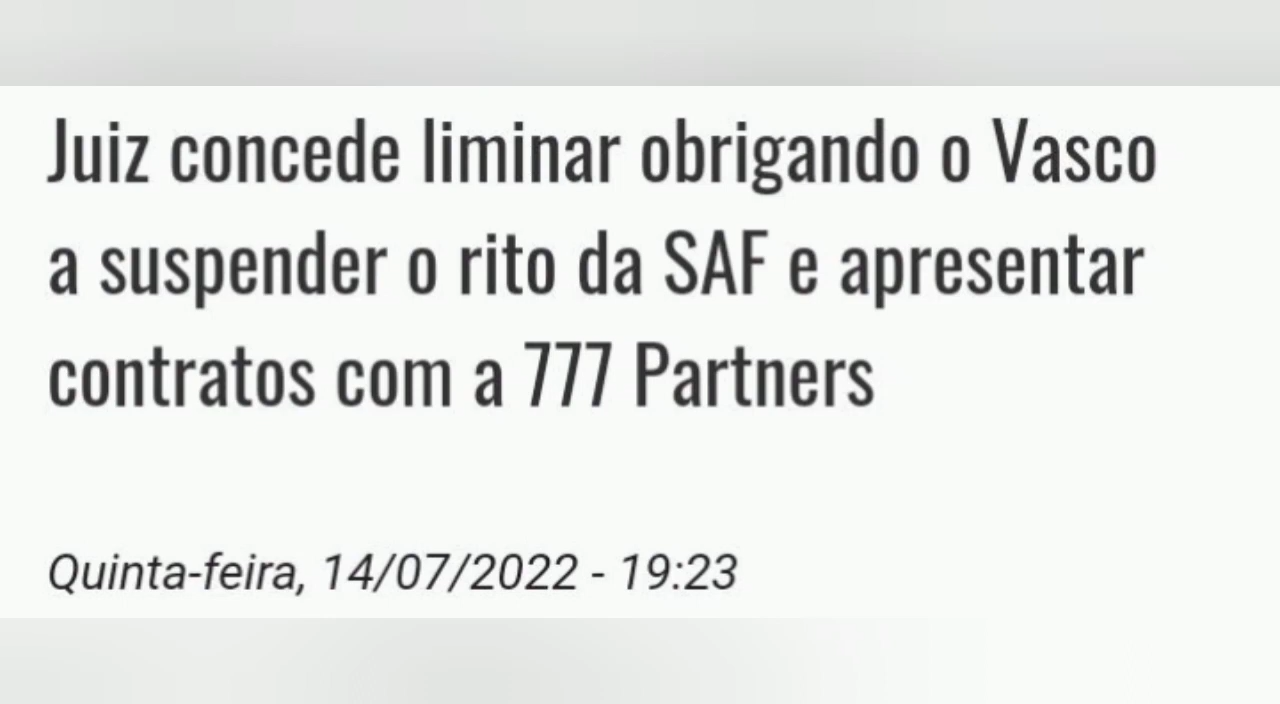 Juiz concede liminar obrigando o Vasco
a suspender o rito da SAF e apresentar
contratos com a 777 Partners
Quinta-feira, 14/07/2022 - 19:23